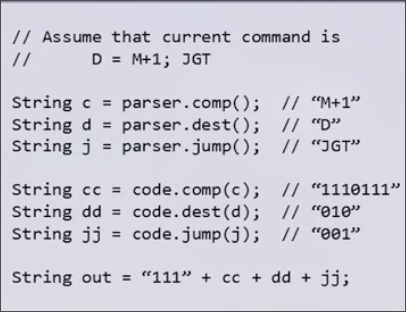 // Assume that current command is
// D = M+1; JGT
String c = parser.comp(); // “M+1”
String d = parser.dest(); // “D”
String j = parser.jump(); // “JGT”
String cc = code.comp(c); // “1110111”
String dd = code.dest(d); // “010”
String jj = code.jump(j); // “001”
String out = “111” + cc + dd + jj;